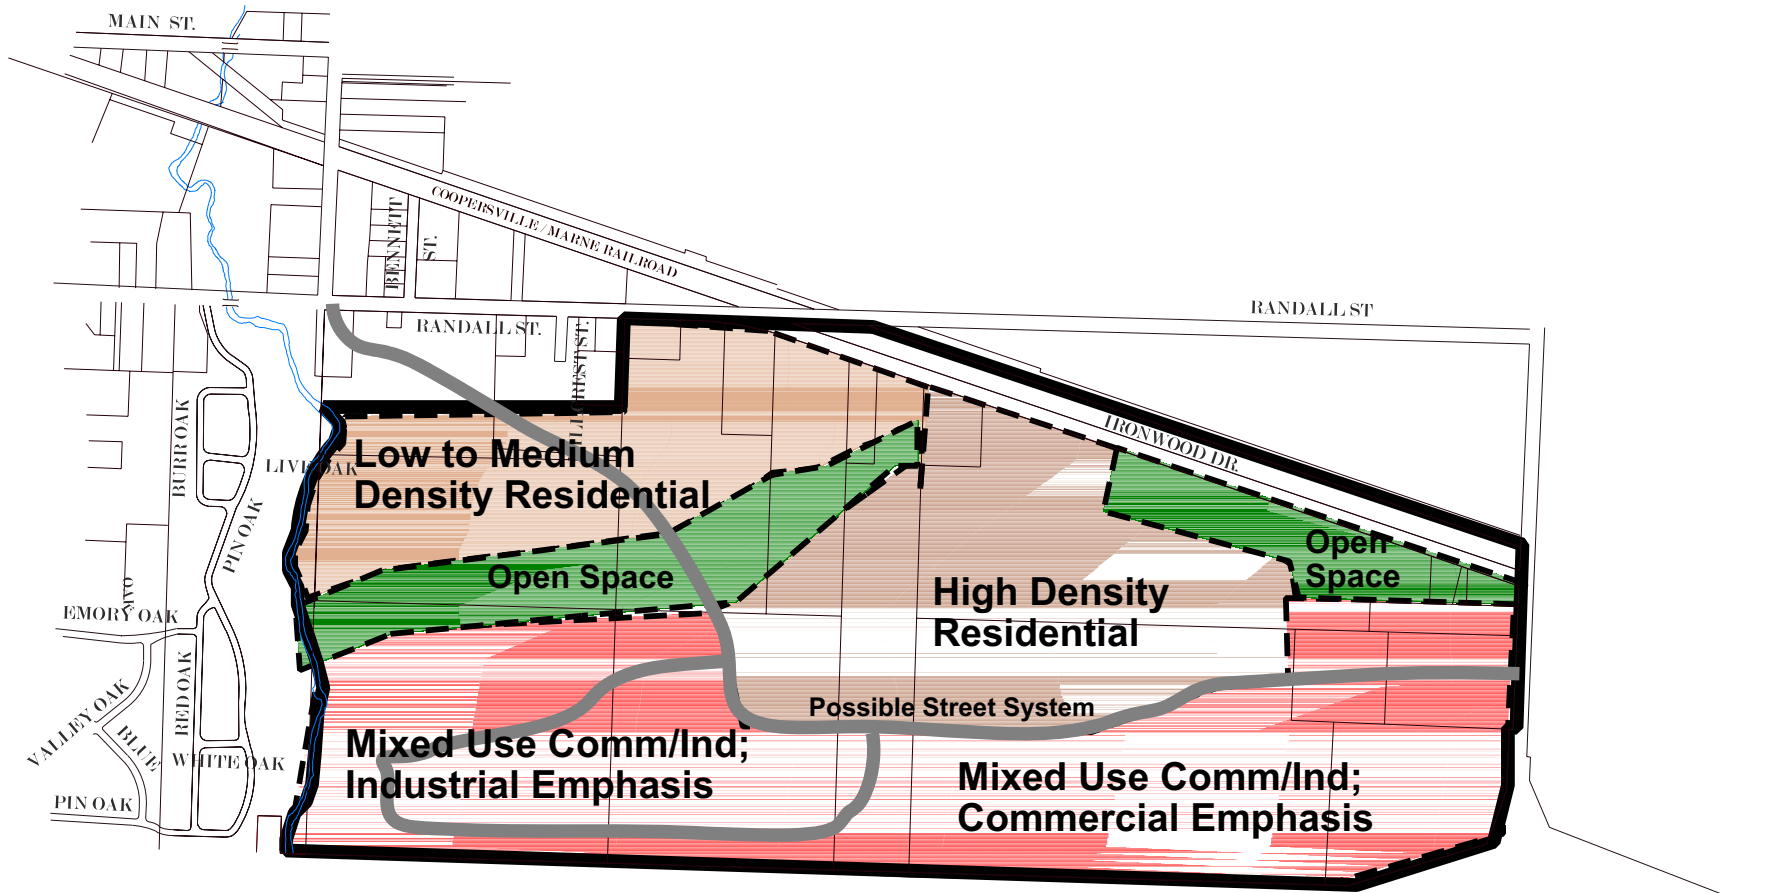 MAIN ST.
COOPERSVILLE / MARNE RAILROAD
BENNETT
ST.
RANDALL ST
RANDALL ST.
IRONWOOD DR.
BURR OAK
LIVE OAK
PIN OAK
Low to Medium
Density Residential
Open Space
Open
Space
High Density
Residential
EMORY OAK
RED OAK
VALLEY OAK
BLUE
WHITE OAK
PIN OAK
Possible Street System
Mixed Use Comm/Ind;
Industrial Emphasis
Mixed Use Comm/Ind;
Commercial Emphasis